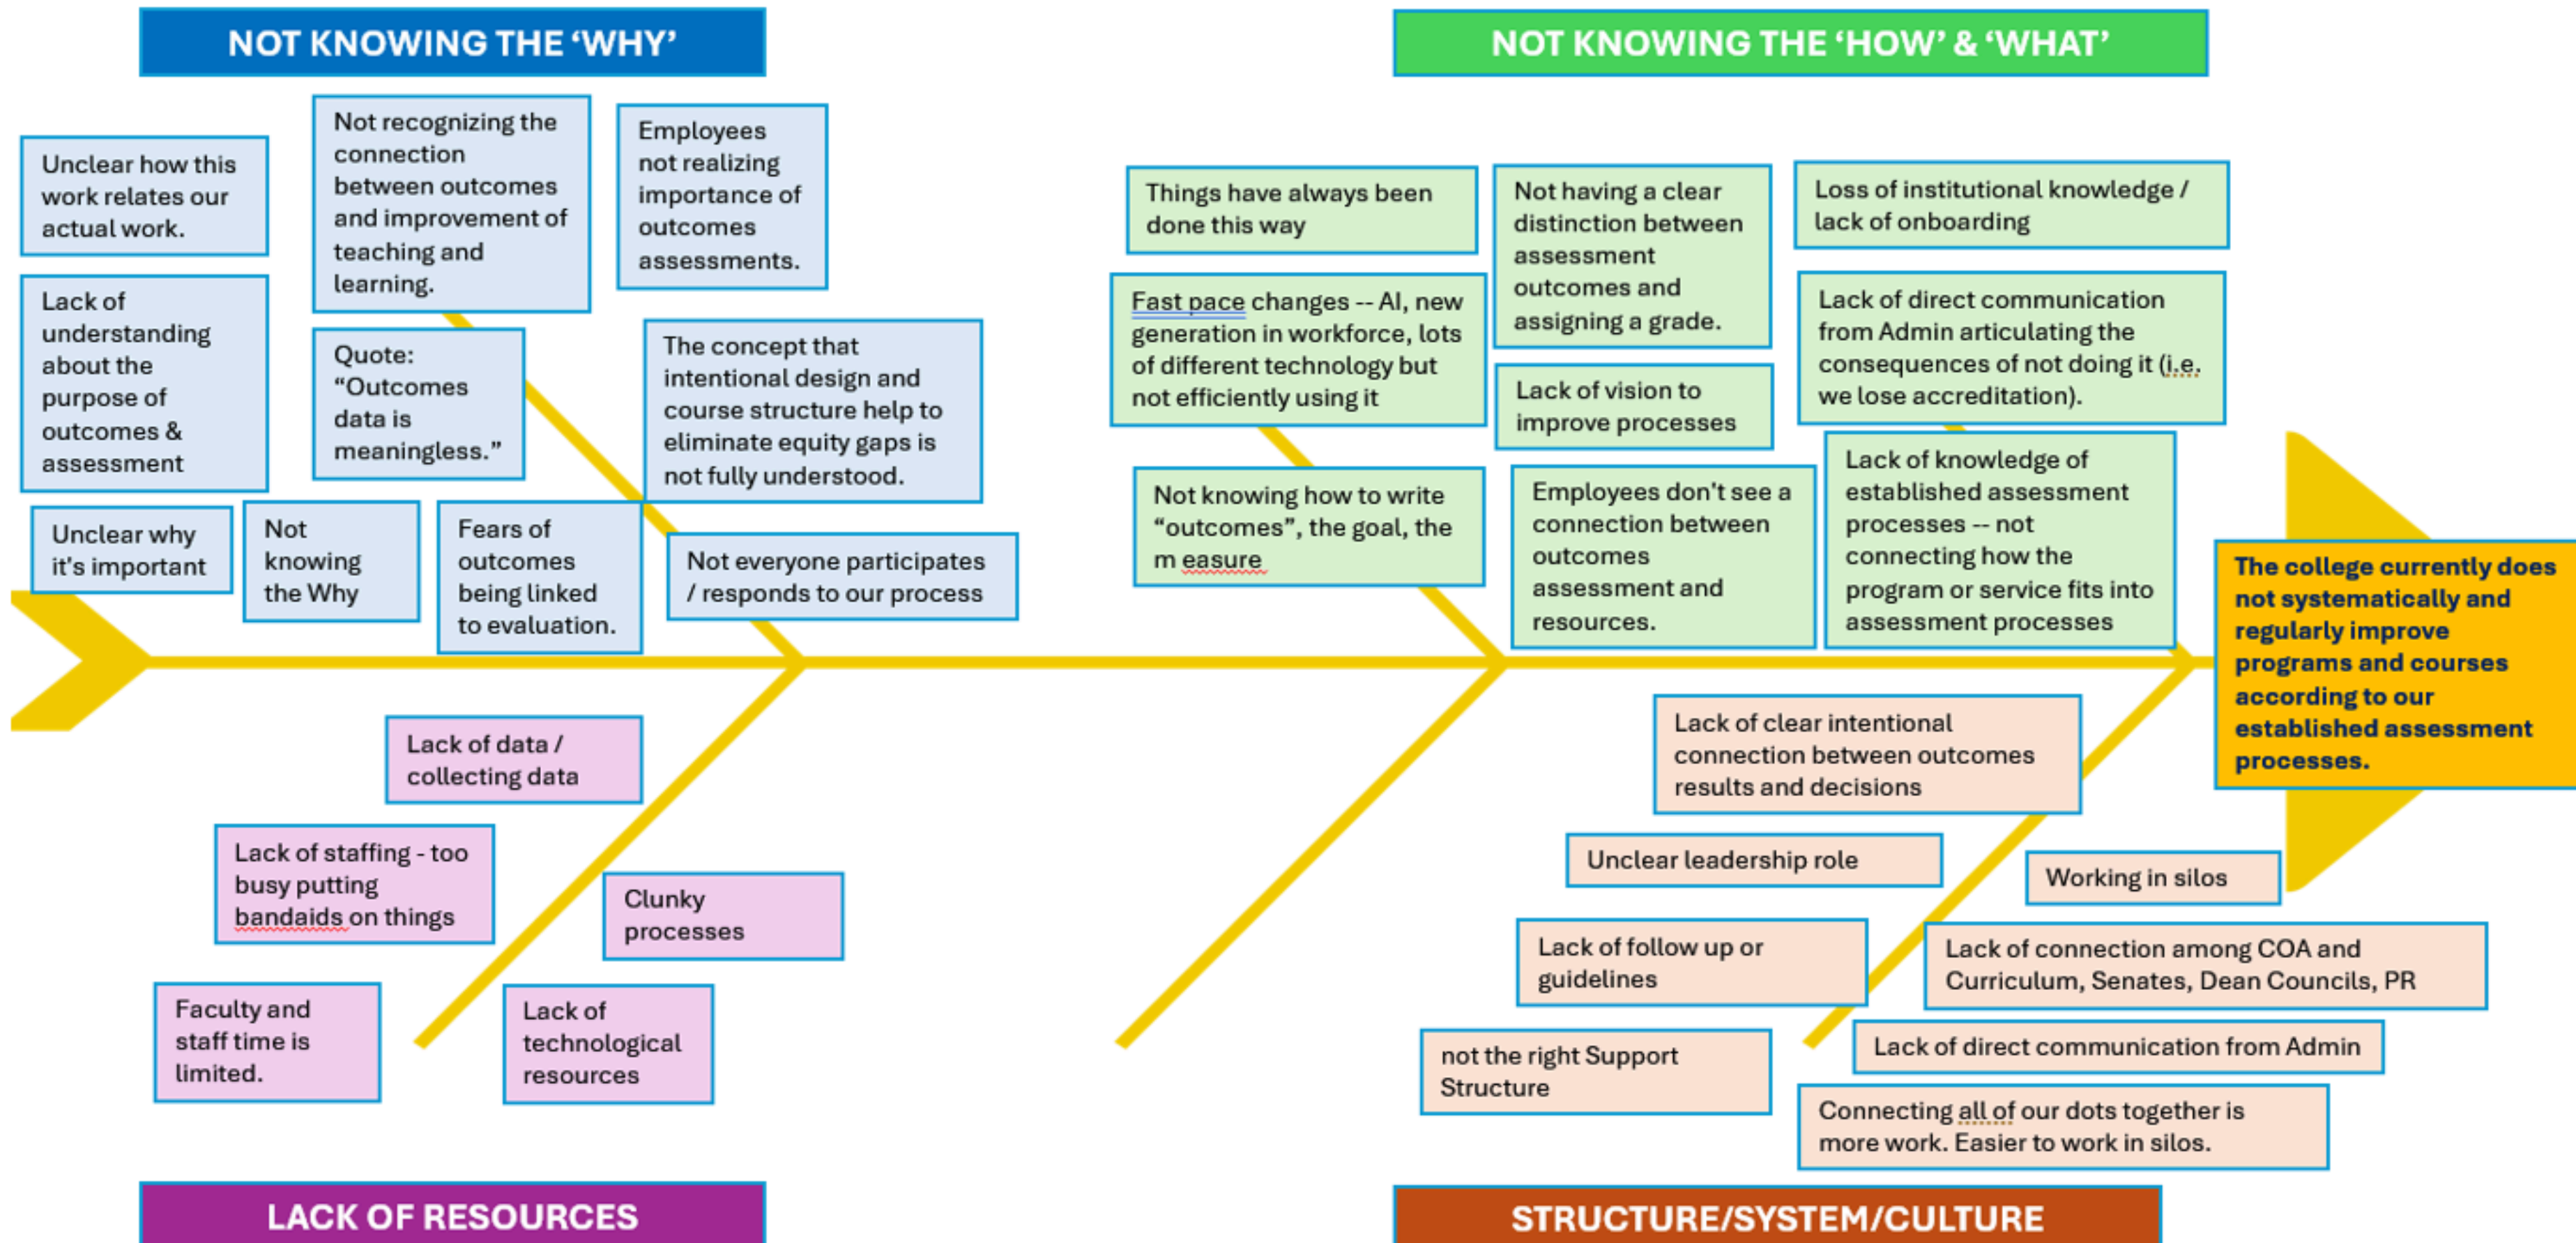 NOT KNOWING THE ‘WHY’
NOT KNOWING THE ‘HOW’ & ‘WHAT’
Unclear how this
work relates our
actual work.
Not recognizing the
connection
between outcomes
and improvement of
teaching and
learning.
Employees
not realizing
importance of
outcomes
assessments.
Lack of
understanding
about the
purpose of
outcomes &
assessment
Quote:
“Outcomes
data is
meaningless.”
The concept that
intentional design and
course structure help to
eliminate equity gaps is
not fully understood.
Unclear why
it's important
Not
knowing
the Why
Fears of
outcomes
being linked
to evaluation.
Not everyone participates
/ responds to our process
Things have always been
done this way
Not having a clear
distinction between
assessment
outcomes and
assigning a grade.
Loss of institutional knowledge /
lack of onboarding
Fast pace changes -- AI, new
generation in workforce, lots
of different technology but
not efficiently using it
Lack of vision to
improve processes
Lack of direct communication
from Admin articulating the
consequences of not doing it (i.e.
we lose accreditation).
Not knowing how to write
“outcomes”, the goal, the
m easure
Employees don't see a
connection between
outcomes
assessment and
resources.
Lack of knowledge of
established assessment
processes -- not
connecting how the
program or service fits into
assessment processes
The college currently does
not systematically and
regularly improve
programs and courses
according to our
established assessment
processes.
Lack of data /
collecting data
Lack of staffing - too
busy putting
bandaids on things
Clunky
processes
Faculty and
staff time is
limited.
Lack of
technological
resources
Lack of clear intentional
connection between outcomes
results and decisions
Unclear leadership role
Working in silos
Lack of follow up or
guidelines
Lack of connection among COA and
Curriculum, Senates, Dean Councils, PR
not the right Support
Structure
Lack of direct communication from Admin
Connecting all of our dots together is
more work. Easier to work in silos.
LACK OF RESOURCES
STRUCTURE/SYSTEM/CULTURE